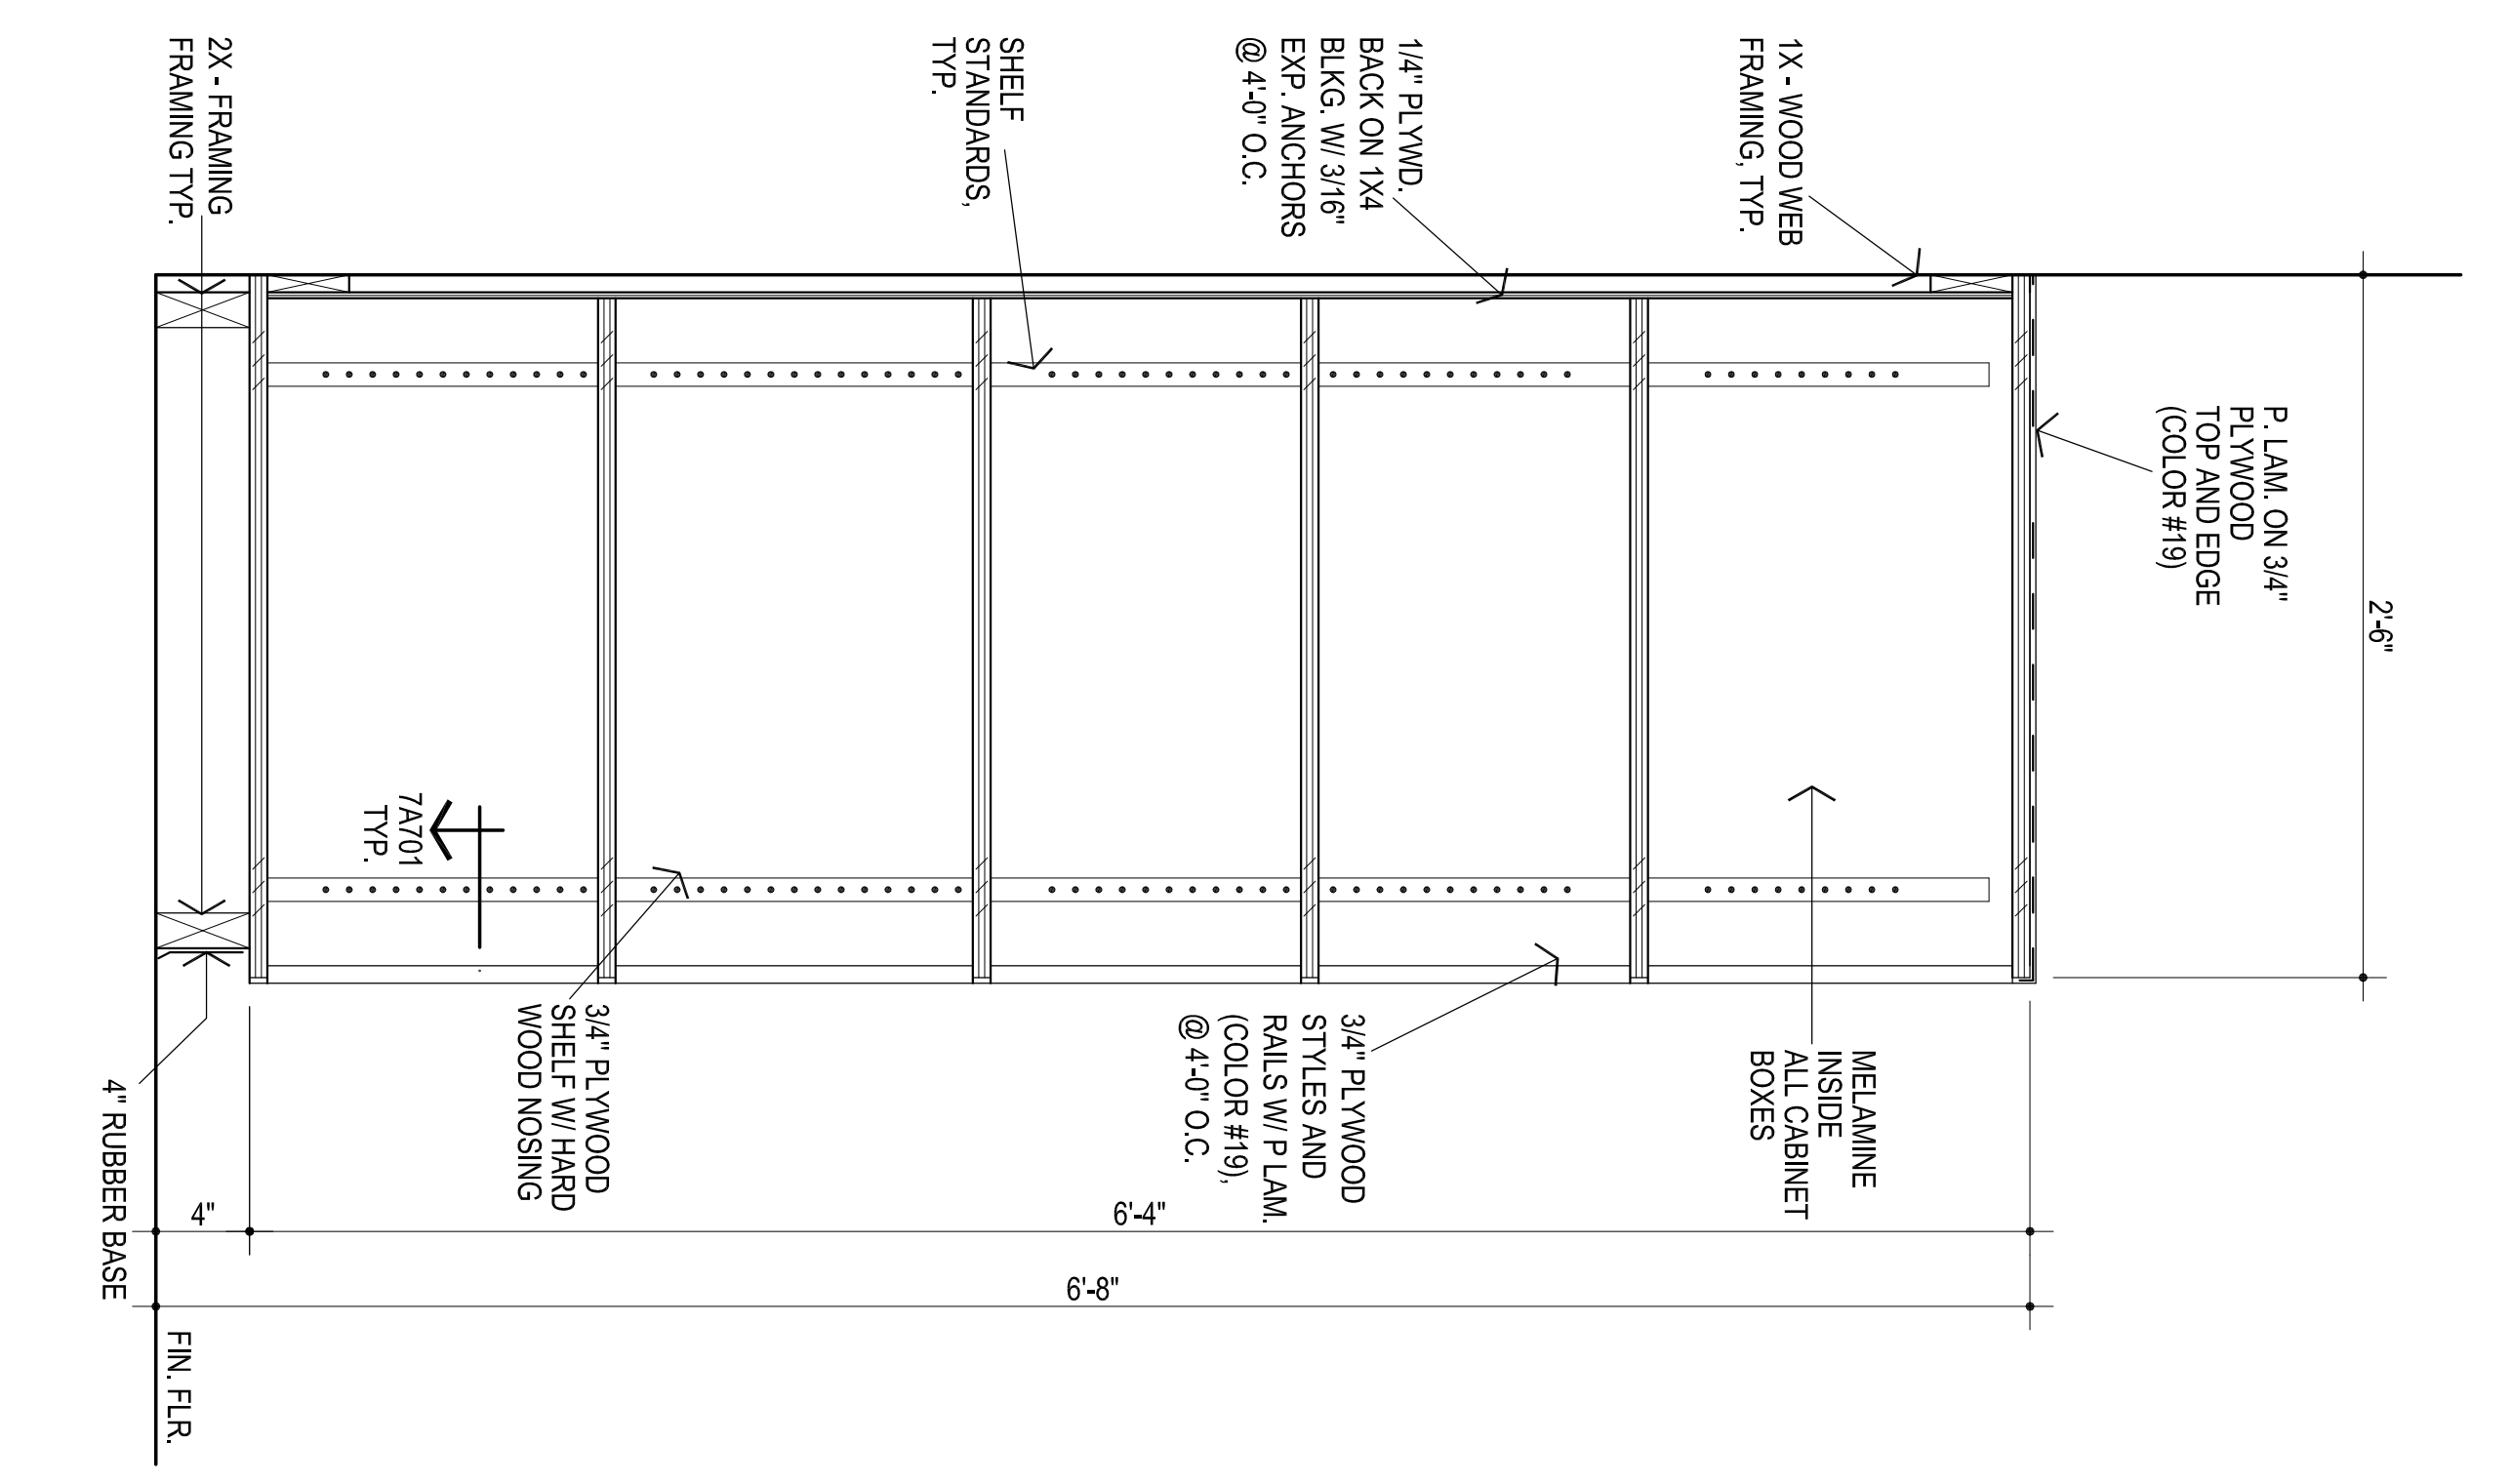 2X - FRAMING
FRAMING TYP.
SHELF
STANDARDS,
TYP.
1/4" PLYWD.
BACK ON 1X4
BLKG. W/ 3/16"
EXP. ANCHORS
@ 4'-0" O.C.
1X - WOOD WEB
FRAMING, TYP.
P. LAM. ON 3/4"
PLYWOOD
TOP AND EDGE
(COLOR #19)
2'-6"
7A701
TYP.
4" RUBBER BASE
3/4" PLYWOOD
SHELF W/ HARD
WOOD NOSING
3/4" PLYWOOD
STYLES AND
RAILS W/ P LAM.
(COLOR #19),
@ 4'-0" O.C.
MELAMINE
INSIDE
ALL CABINET
BOXES
4"
6'-4"
6'-8"
FIN. FLR.